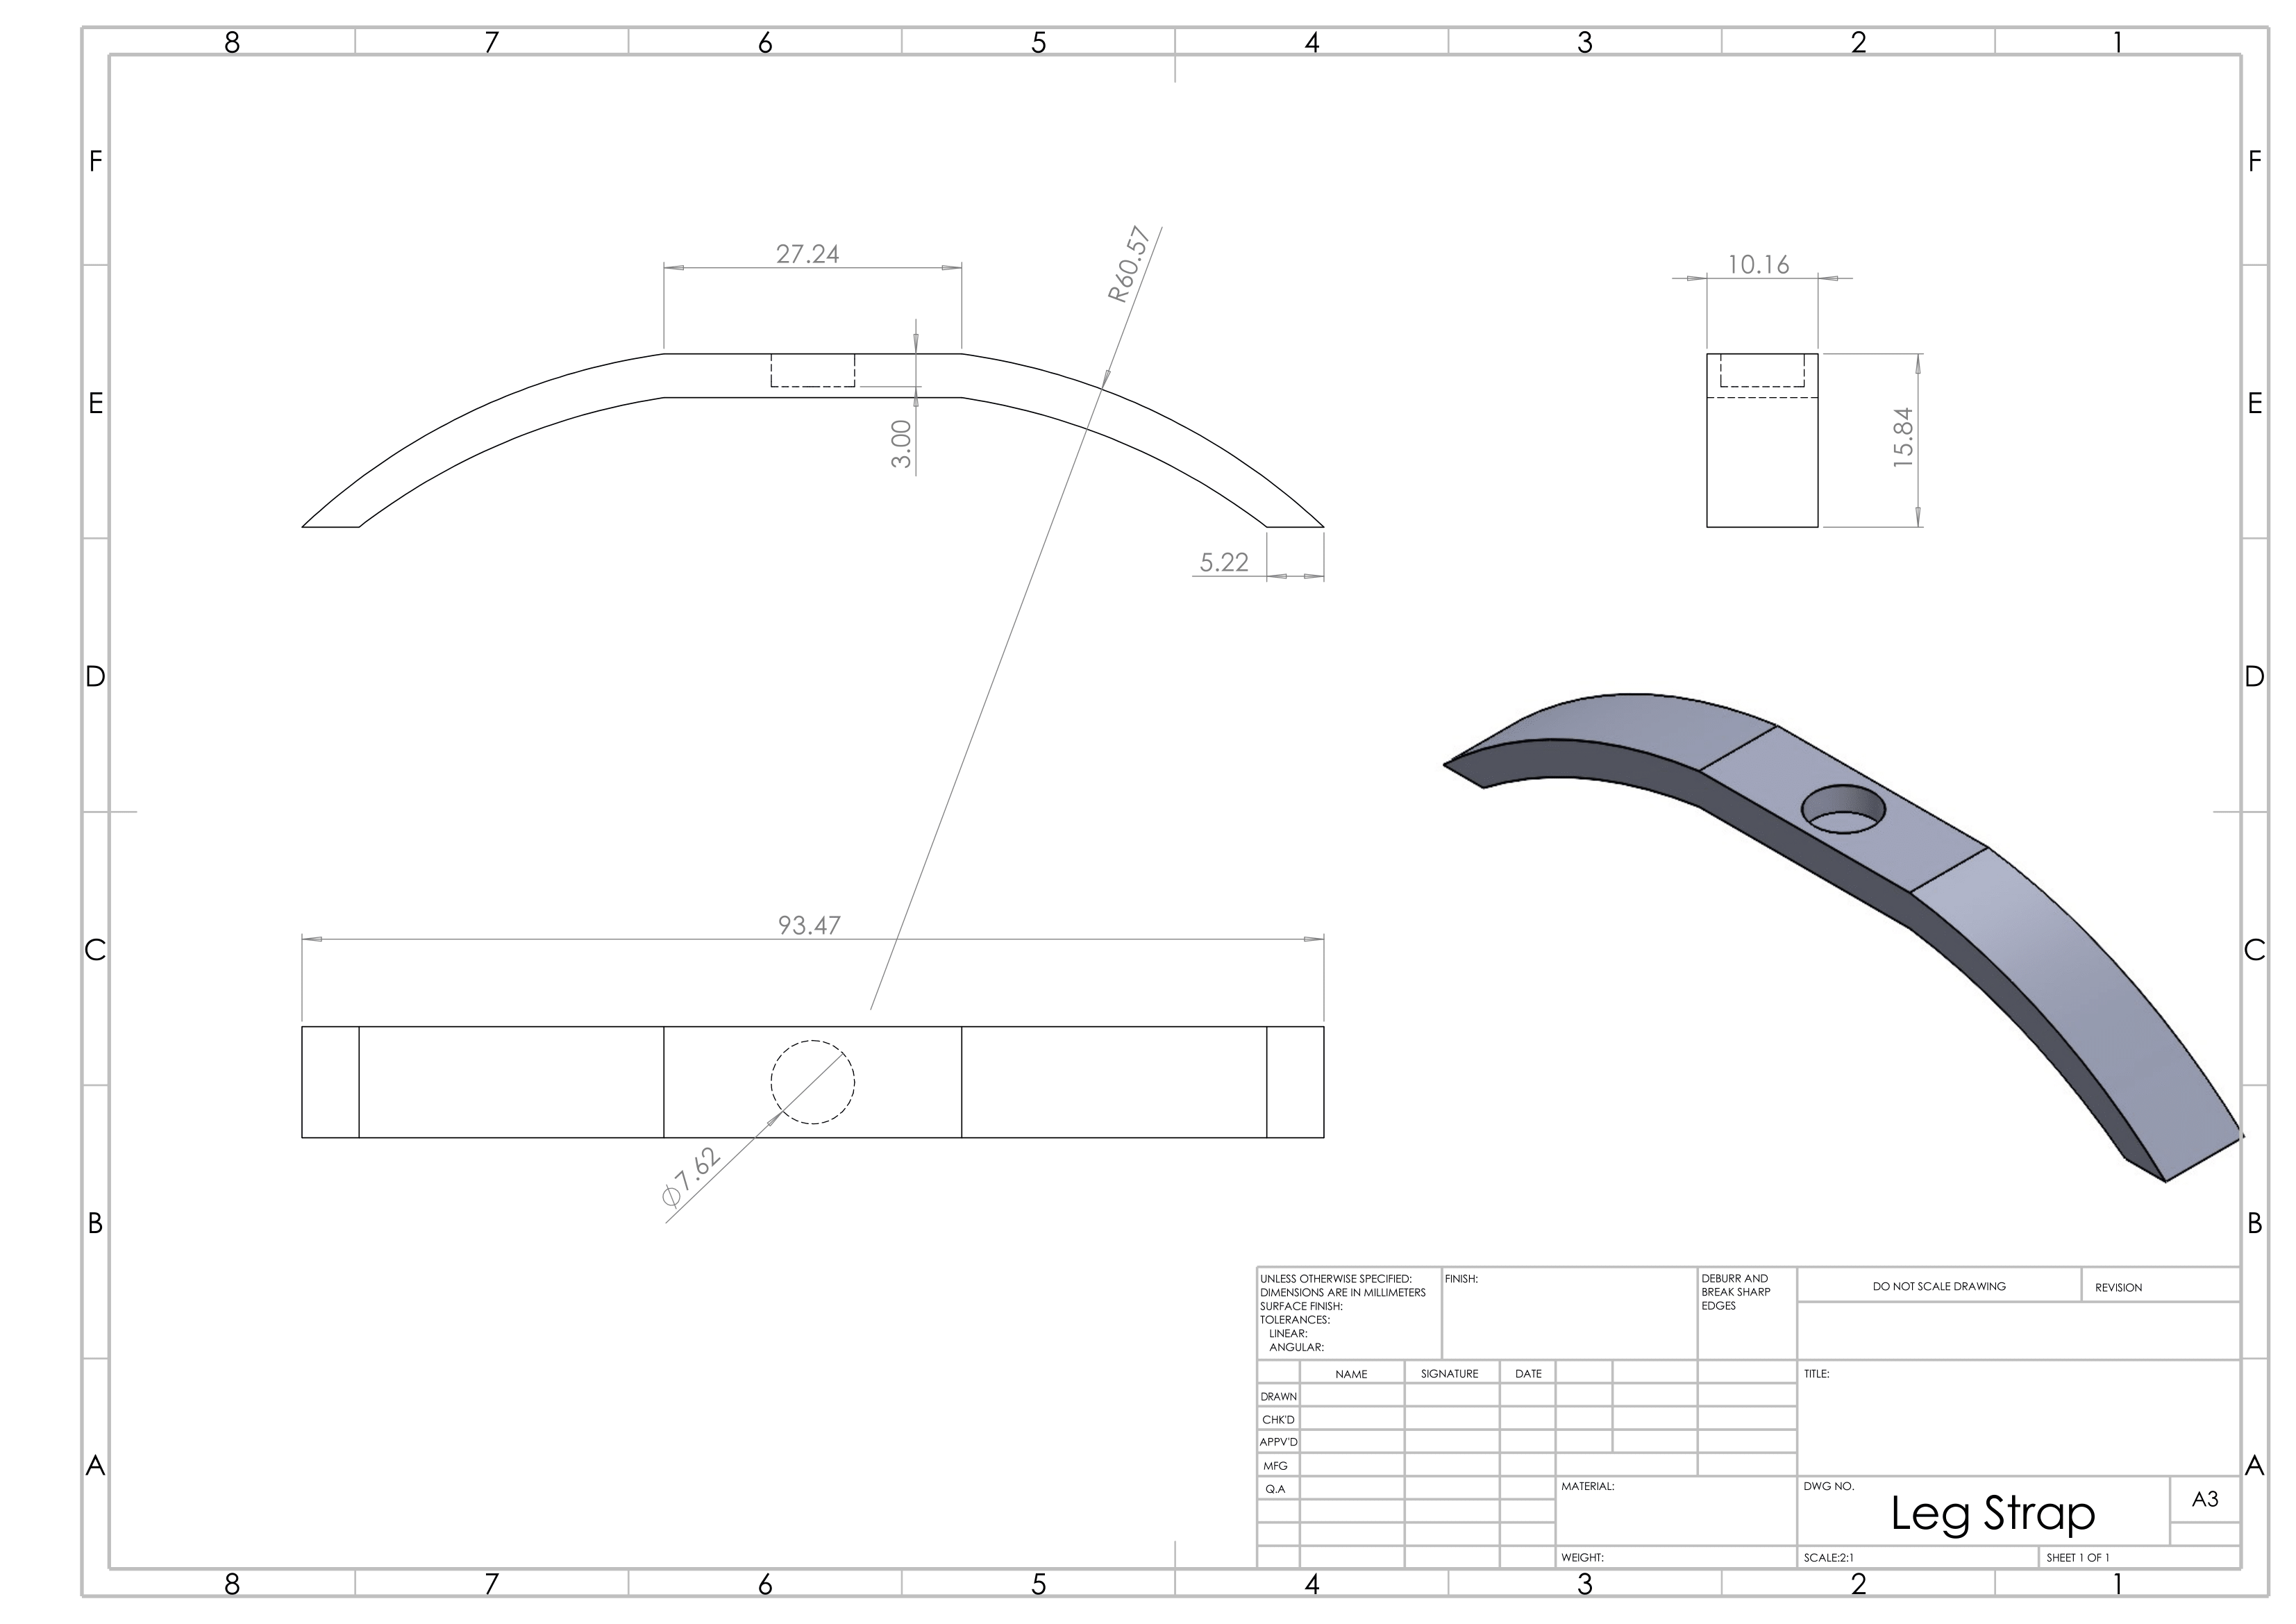 8 7 6 5 4 3 2 1
F F
E E
D D
C C
B B
A A
27.24
R60.57
3.00
5.22
10.16
15.84
93.47
⌀7.62
UNLESS OTHERWISE SPECIFIED:
DIMENSIONS ARE IN MILLIMETERS
SURFACE FINISH:
TOLERANCES:
LINEAR:
ANGULAR:
FINISH:
DEBURR AND
BREAK SHARP
EDGES
DO NOT SCALE DRAWING
REVISION
NAME SIGNATURE DATE
DRAWN
CHK'D
APPV'D
MFG
Q.A
TITLE:
MATERIAL:
DWG NO.
Leg Strap
A3
WEIGHT:
SCALE:2:1
SHEET 1 OF 1
8 7 6 5 4 3 2 1